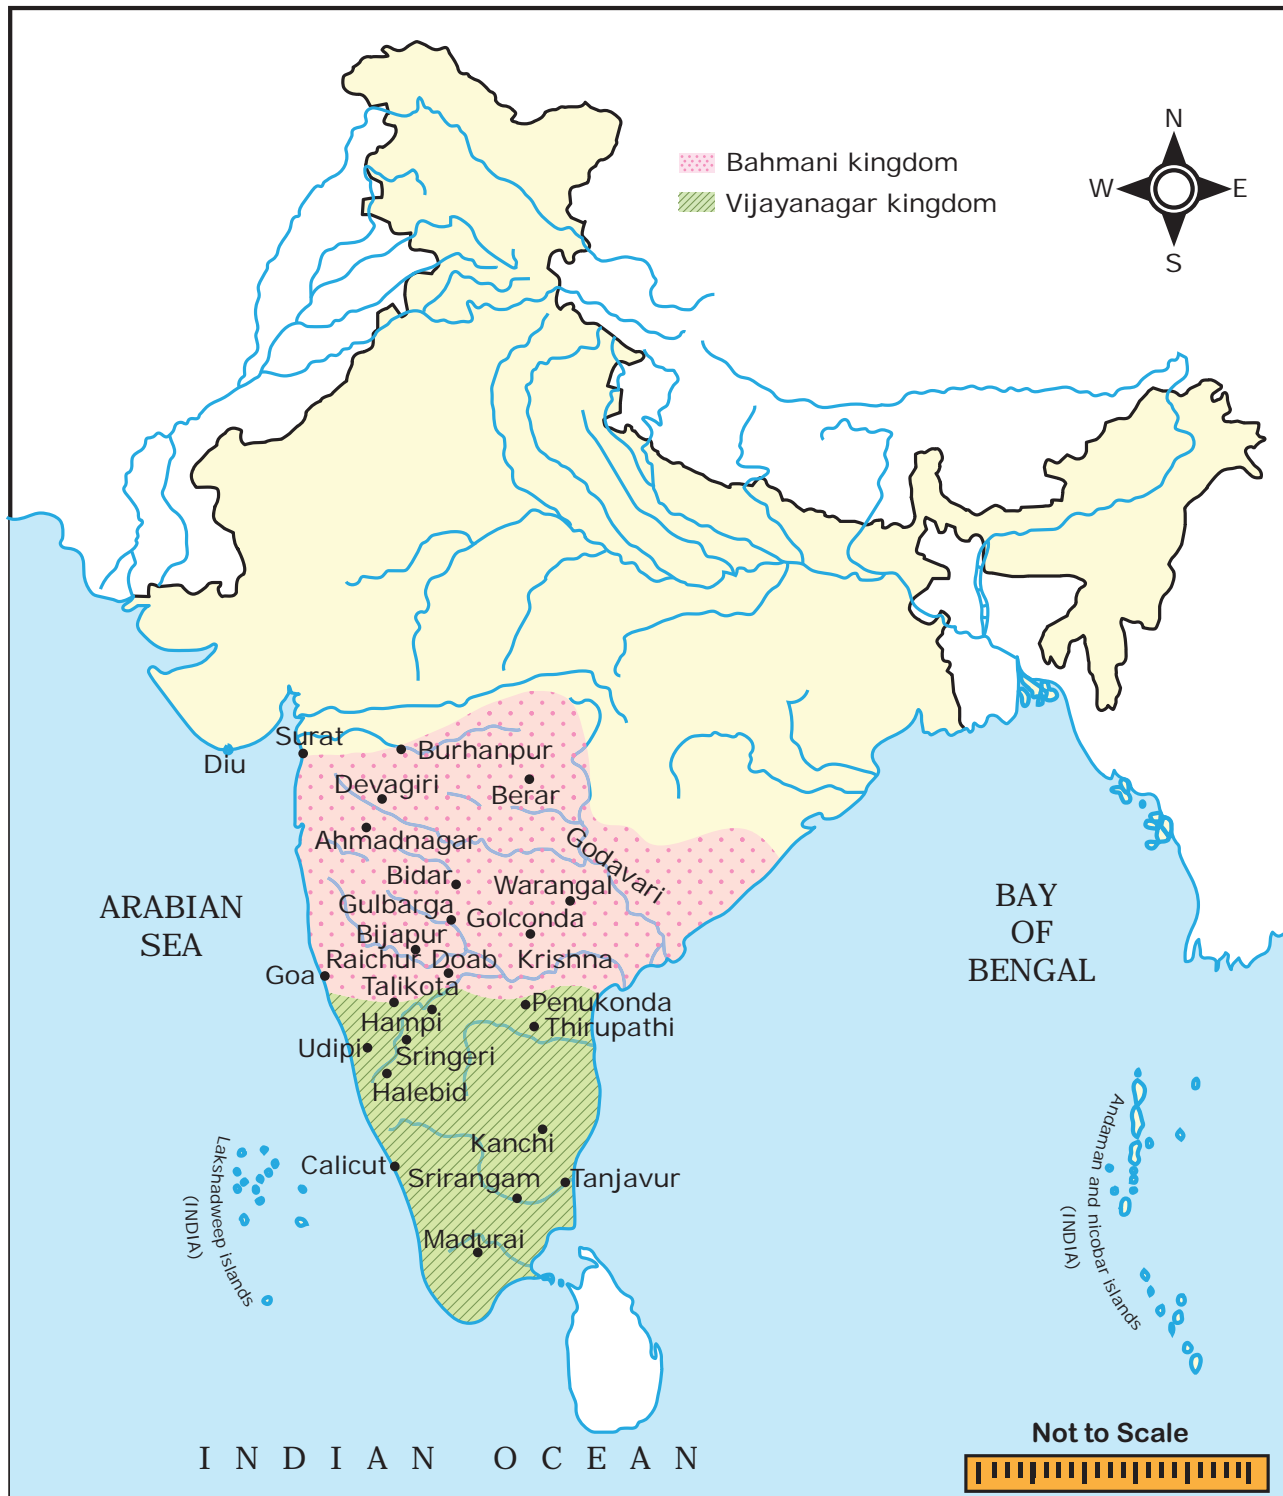 N
W E
S
Bahmani kingdom
Vijayanagar kingdom
Surat
Diu
Burhanpur
Devagiri
Berar
Ahmadnagar
Godavari
Bidar
Warangal
Gulbarga
Golconda
Bijapur
Raichur Doab
Krishna
Goa
Talikota
Penukonda
Hampi
Thirupathi
Udipi
Sringeri
Halebid
Kanchi
Calicut
Srirangam
Tanjavur
Madurai
ARABIAN
SEA
BAY
OF
BENGAL
Lakshadweep islands
(INDIA)
Andaman and nicobar islands
(INDIA)
INDIAN OCEAN
Not to Scale